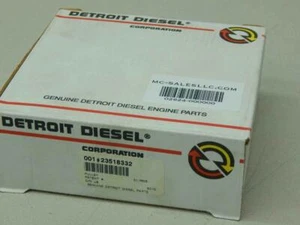 DETROIT DIESEL®
CORPORATION
MC-SALESLLC.COM
GENUINE DETROIT DIESEL ENGINE PARTS
DETROIT DIESEL®
CORPORATION
001 23518332